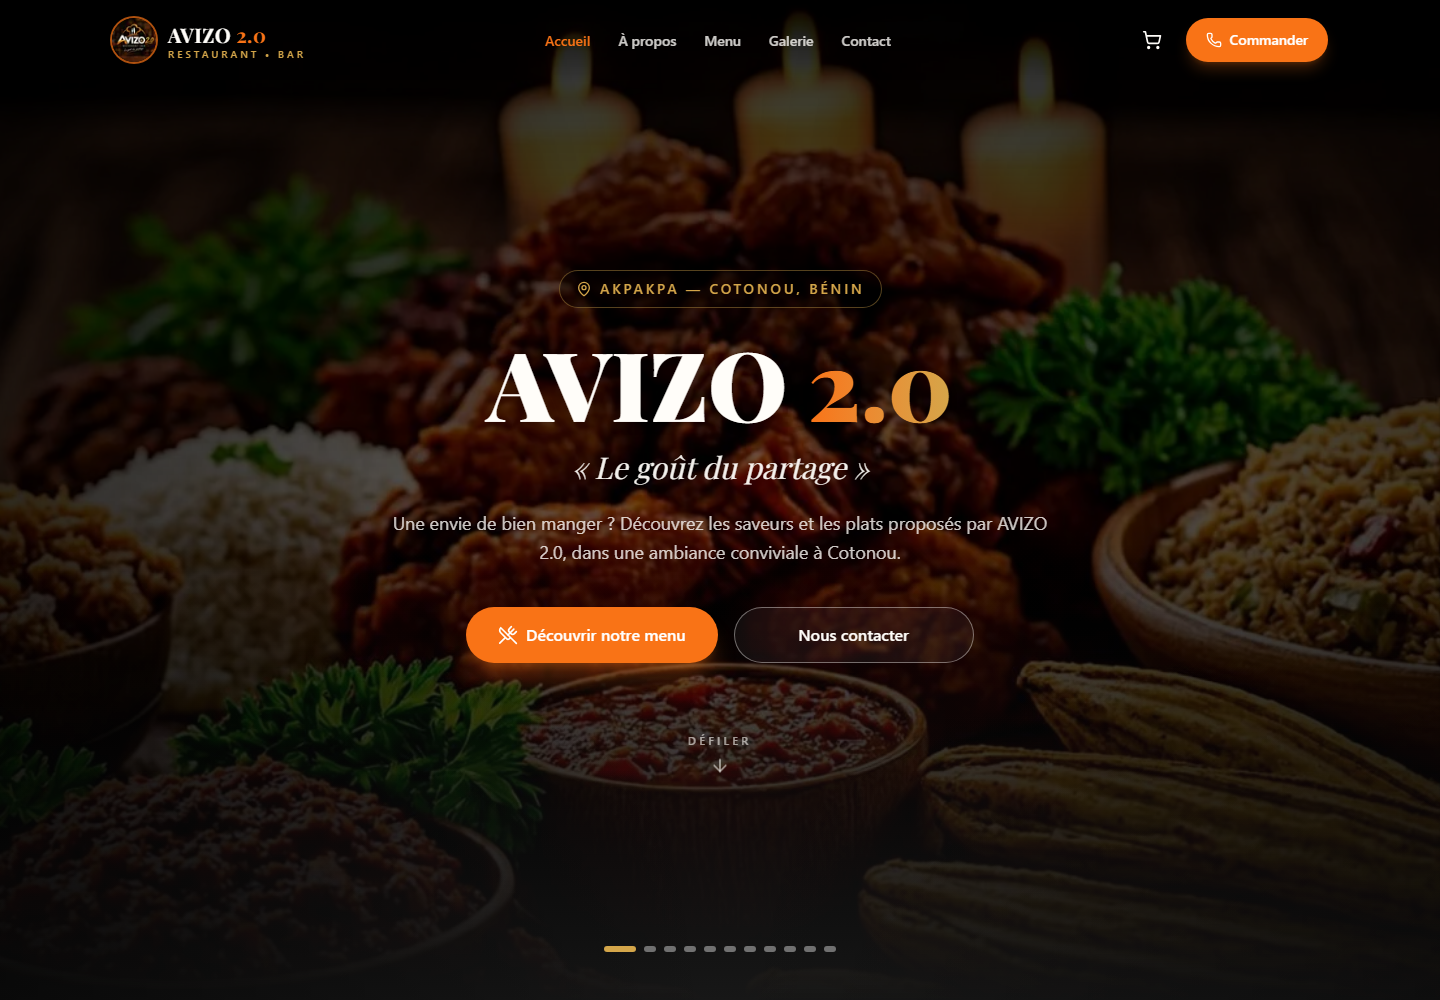 AVIZO 2.0
RESTAURANT • BAR
Accueil
À propos
Menu
Galerie
Contact
Commander
AKPAKPA — COTONOU, BÉNIN
AVIZO 2.0
« Le goût du partage »
Une envie de bien manger ? Découvrez les saveurs et les plats proposés par AVIZO
2.0, dans une ambiance conviviale à Cotonou.
Découvrir notre menu
Nous contacter
DÉFILER